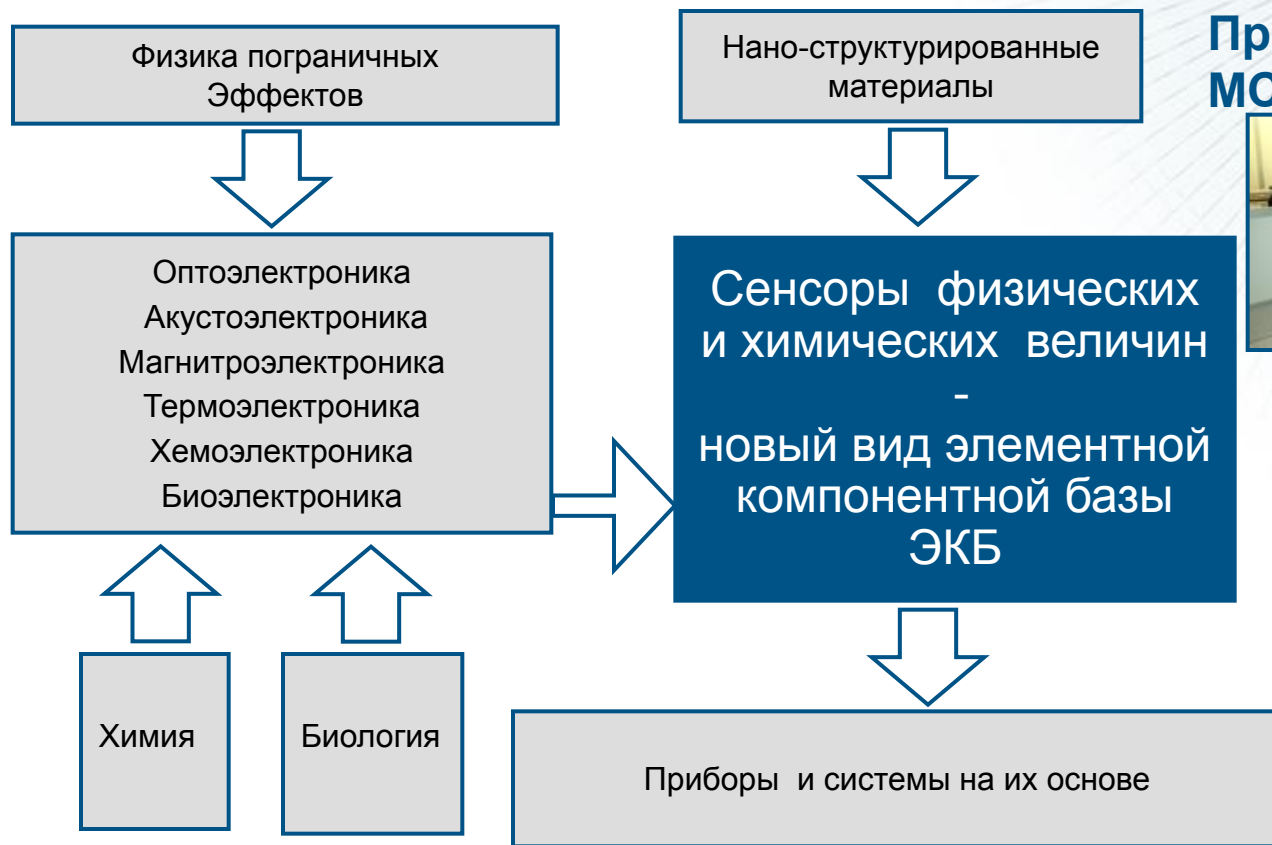 Физика пограничных
Эффектов
Нано-структурированные
материалы
Оптоэлектроника
Акустоэлектроника
Магнитроэлектроника
Термоэлектроника
Хемоэлектроника
Биоэлектроника
Сенсоры физических
и химических величин
-
новый вид элементной
компонентной базы
ЭКБ
Химия
Биология
Приборы и системы на их основе